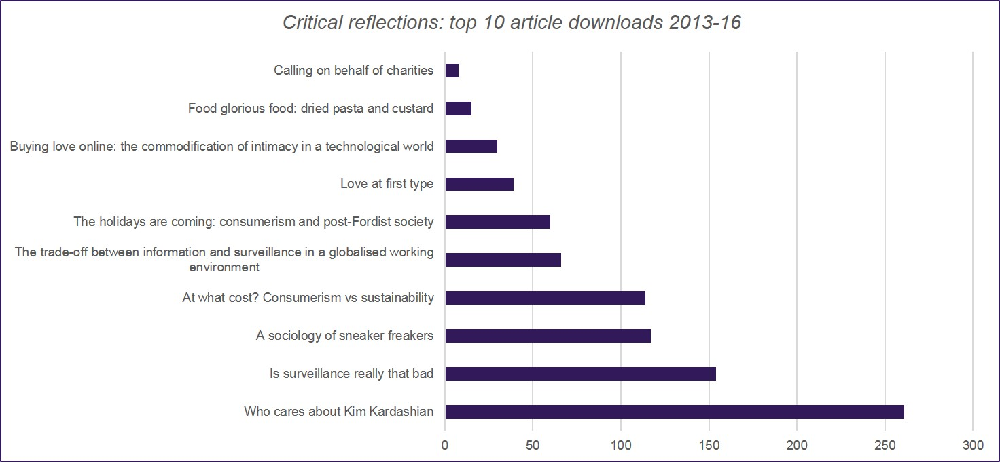 Critical reflections: top 10 article downloads 2013-16
Calling on behalf of charities
Food glorious food: dried pasta and custard
Buying love online: the commodification of intimacy in a technological world
Love at first type
The holidays are coming: consumerism and post-Fordist society
The trade-off between information and surveillance in a globalised working
environment
At what cost? Consumerism vs sustainability
A sociology of sneaker freakers
Is surveillance really that bad
Who cares about Kim Kardashian
0 50 100 150 200 250 300